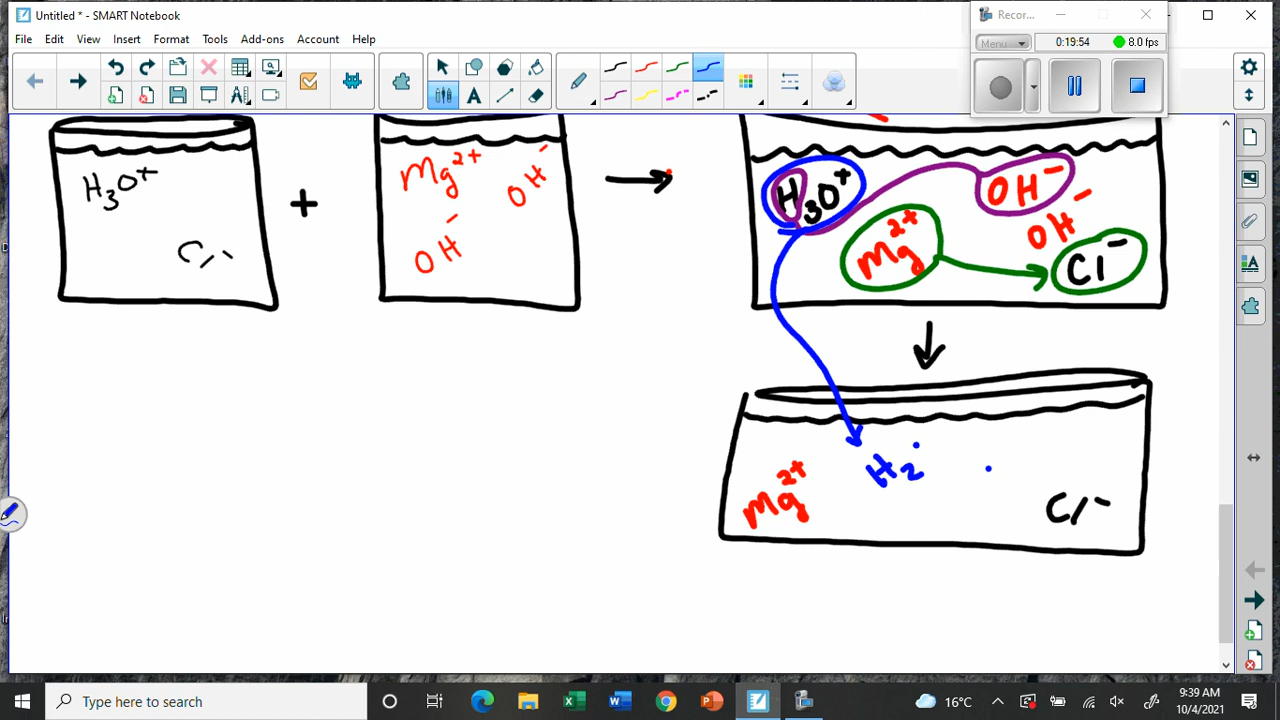 Untitled * - SMART Notebook
Recor...
File Edit View Insert Format Tools Add-ons Account Help
Menu
0:19:54
8.0 fps
A
A
H3O+
Cl-
+
Mg2+
OH-
OH-
H3O+
OH-
OH-
Mg2+
Cl-
Mg2+
H2
Cl-
Type here to search
16°C
9:39 AM
10/4/2021